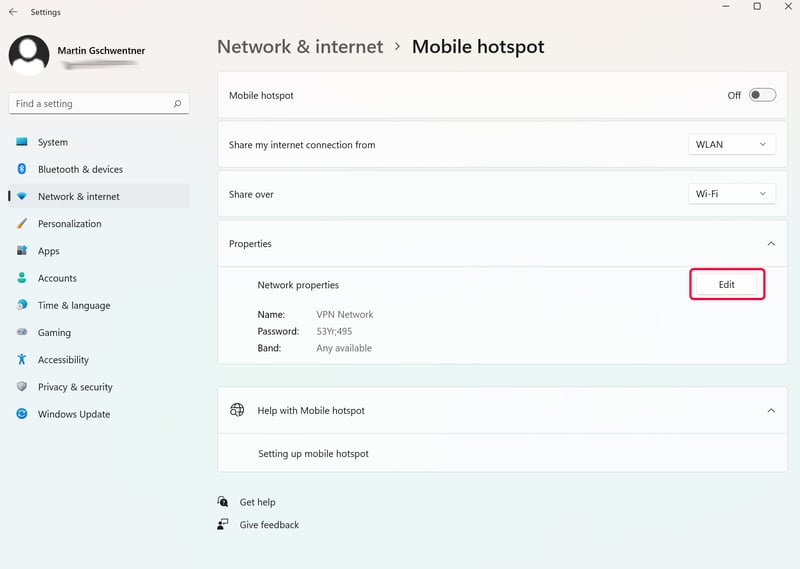 Settings
Martin Gschwentner
Find a setting
System
Bluetooth & devices
Network & internet
Personalization
Apps
Accounts
Time & language
Gaming
Accessibility
Privacy & security
Windows Update
Network & internet › Mobile hotspot
Mobile hotspot Off
Share my internet connection from WLAN
Share over Wi-Fi
Properties
Network properties Edit
Name: VPN Network
Password: 53Yr;495
Band: Any available
Help with Mobile hotspot
Setting up mobile hotspot
Get help
Give feedback